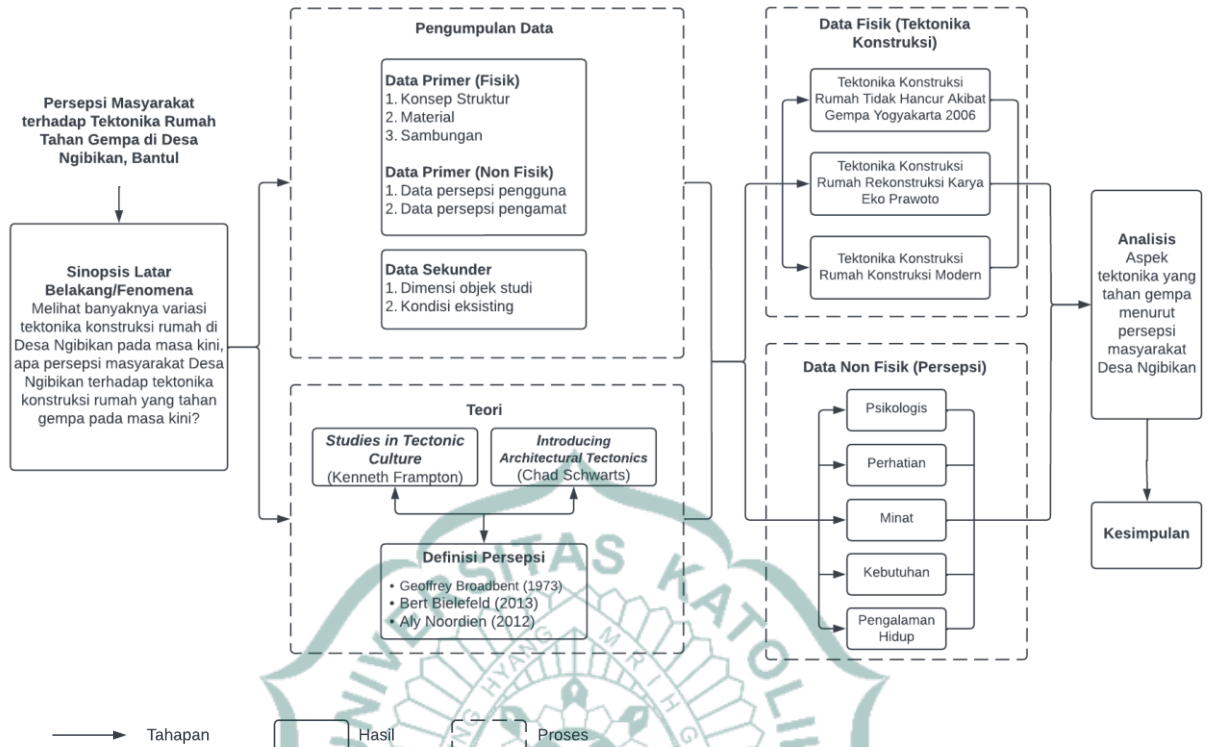 Persepsi Masyarakat
terhadap Tektonika Rumah
Tahan Gempa di Desa
Ngibikan, Bantul
Sinopsis Latar
Belakang/Fenomena
Melihat banyaknya variasi
tektonika konstruksi rumah di
Desa Ngibikan pada masa kini,
apa persepsi masyarakat Desa
Ngibikan terhadap tektonika
konstruksi rumah yang tahan
gempa pada masa kini?
Pengumpulan Data
Data Primer (Fisik)
1. Konsep Struktur
2. Material
3. Sambungan
Data Primer (Non Fisik)
1. Data persepsi pengguna
2. Data persepsi pengamat
Data Sekunder
1. Dimensi objek studi
2. Kondisi eksisting
Teori
Studies in Tectonic
Culture
(Kenneth Frampton)
Introducing
Architectural Tectonics
(Chad Schwarts)
Definisi Persepsi
• Geoffrey Broadbent (1973)
• Bert Bielefeld (2013)
• Aly Noordien (2012)
Data Fisik (Tektonika
Konstruksi)
Tektonika Konstruksi
Rumah Tidak Hancur Akibat
Gempa Yogyakarta 2006
Tektonika Konstruksi
Rumah Rekonstruksi Karya
Eko Prawoto
Tektonika Konstruksi
Rumah Konstruksi Modern
Data Non Fisik (Persepsi)
Psikologis
Perhatian
Minat
Kebutuhan
Pengalaman
Hidup
Analisis
Aspek
tektonika yang
tahan gempa
menurut
persepsi
masyarakat
Desa Ngibikan
Kesimpulan
Tahapan
Hasil
Proses
UNIVERSITAS KATOLI
HYANG MRIH G